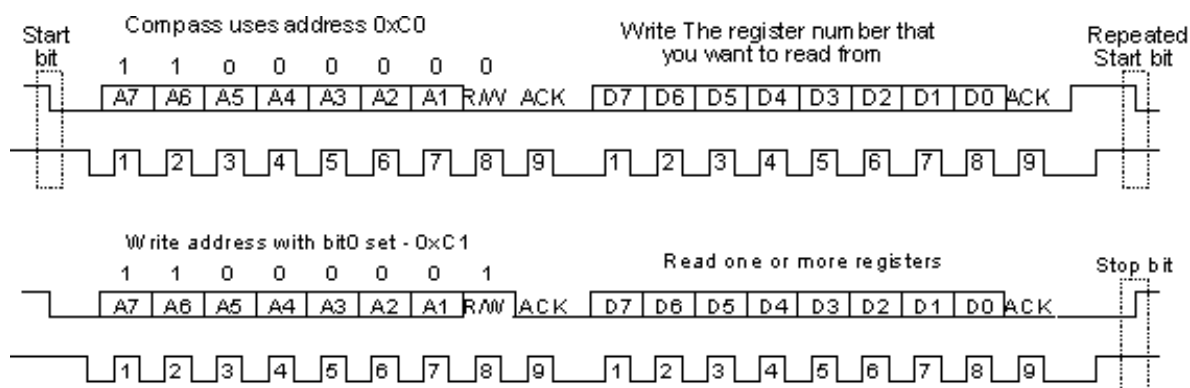 Start bit
Compass uses address 0xC0
Write The register number that
you want to read from
Repeated Start bit
1 1 0 0 0 0 0 0
A7 A6 A5 A4 A3 A2 A1 R/W ACK D7 D6 D5 D4 D3 D2 D1 D0 ACK
1 2 3 4 5 6 7 8 9 1 2 3 4 5 6 7 8 9
Write address with bit0 set - 0xC1
Read one or more registers
Stop bit
1 1 0 0 0 0 0 1
A7 A6 A5 A4 A3 A2 A1 R/W ACK D7 D6 D5 D4 D3 D2 D1 D0 ACK
1 2 3 4 5 6 7 8 9 1 2 3 4 5 6 7 8 9